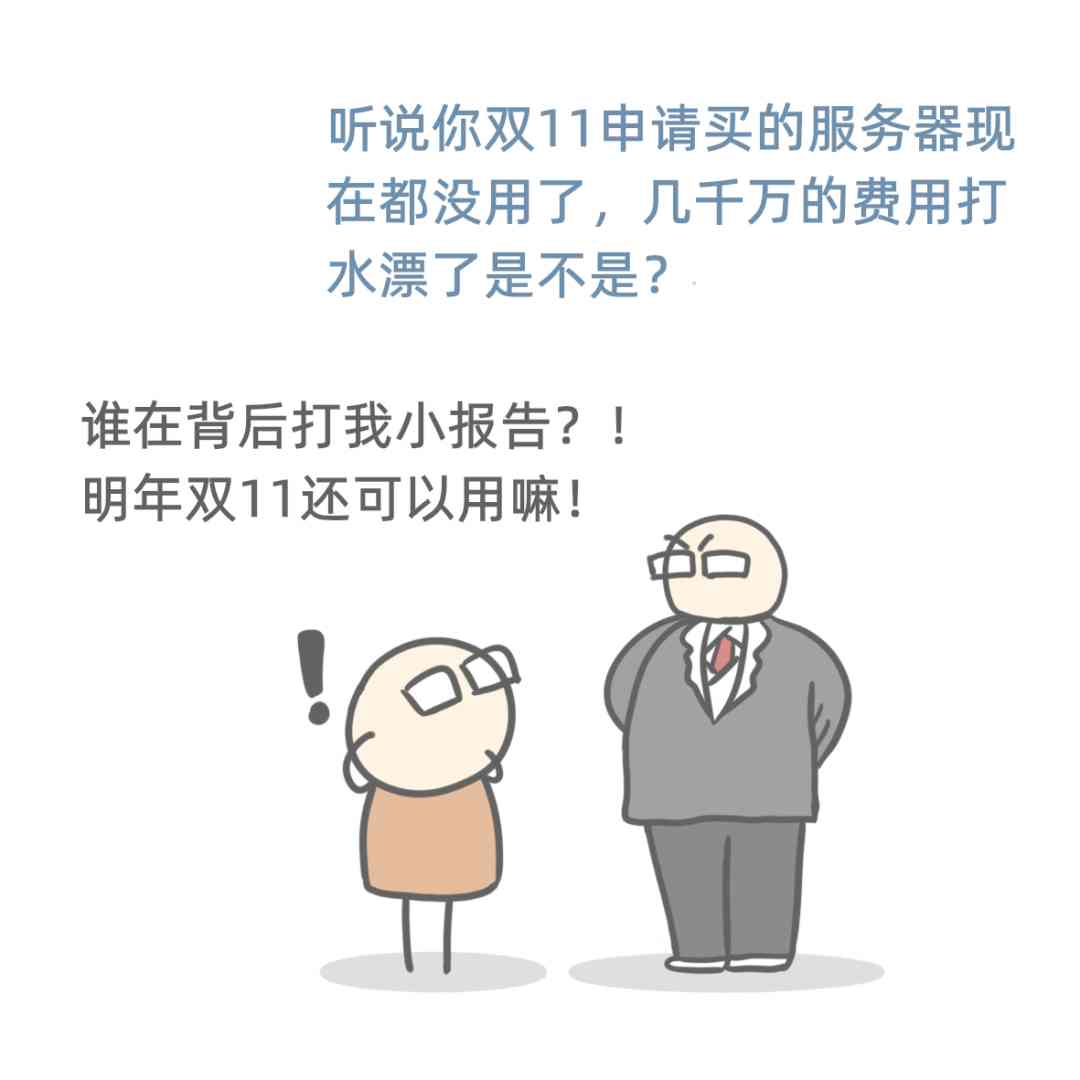 听说你双11申请买的服务器现
在都没用了，几千万的费用打
水漂了是不是？
谁在背后打我小报告？！
明年双11还可以用嘛！